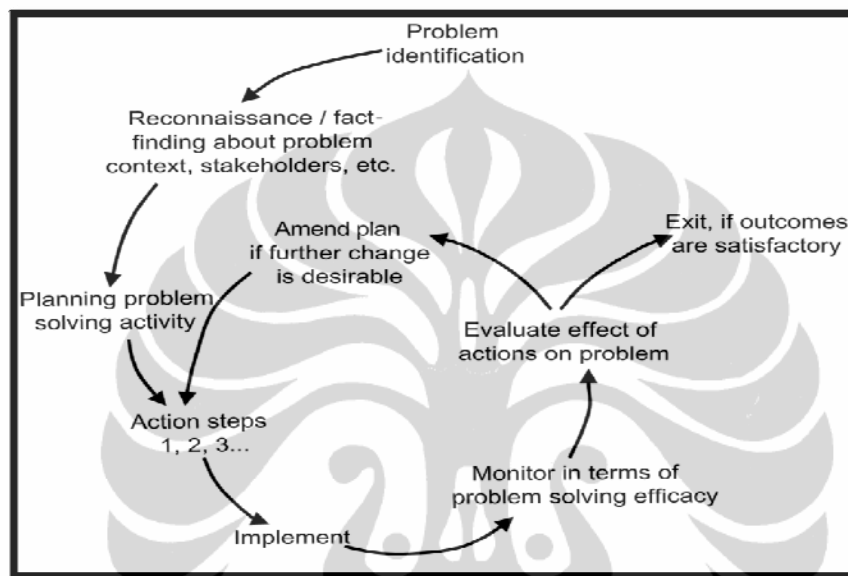 Problem
identification
Reconnaissance / fact-
finding about problem
context, stakeholders, etc.
Planning problem
solving activity
Action steps
1, 2, 3...
Implement
Monitor in terms of
problem solving efficacy
Evaluate effect of
actions on problem
Amend plan
if further change
is desirable
Exit, if outcomes
are satisfactory